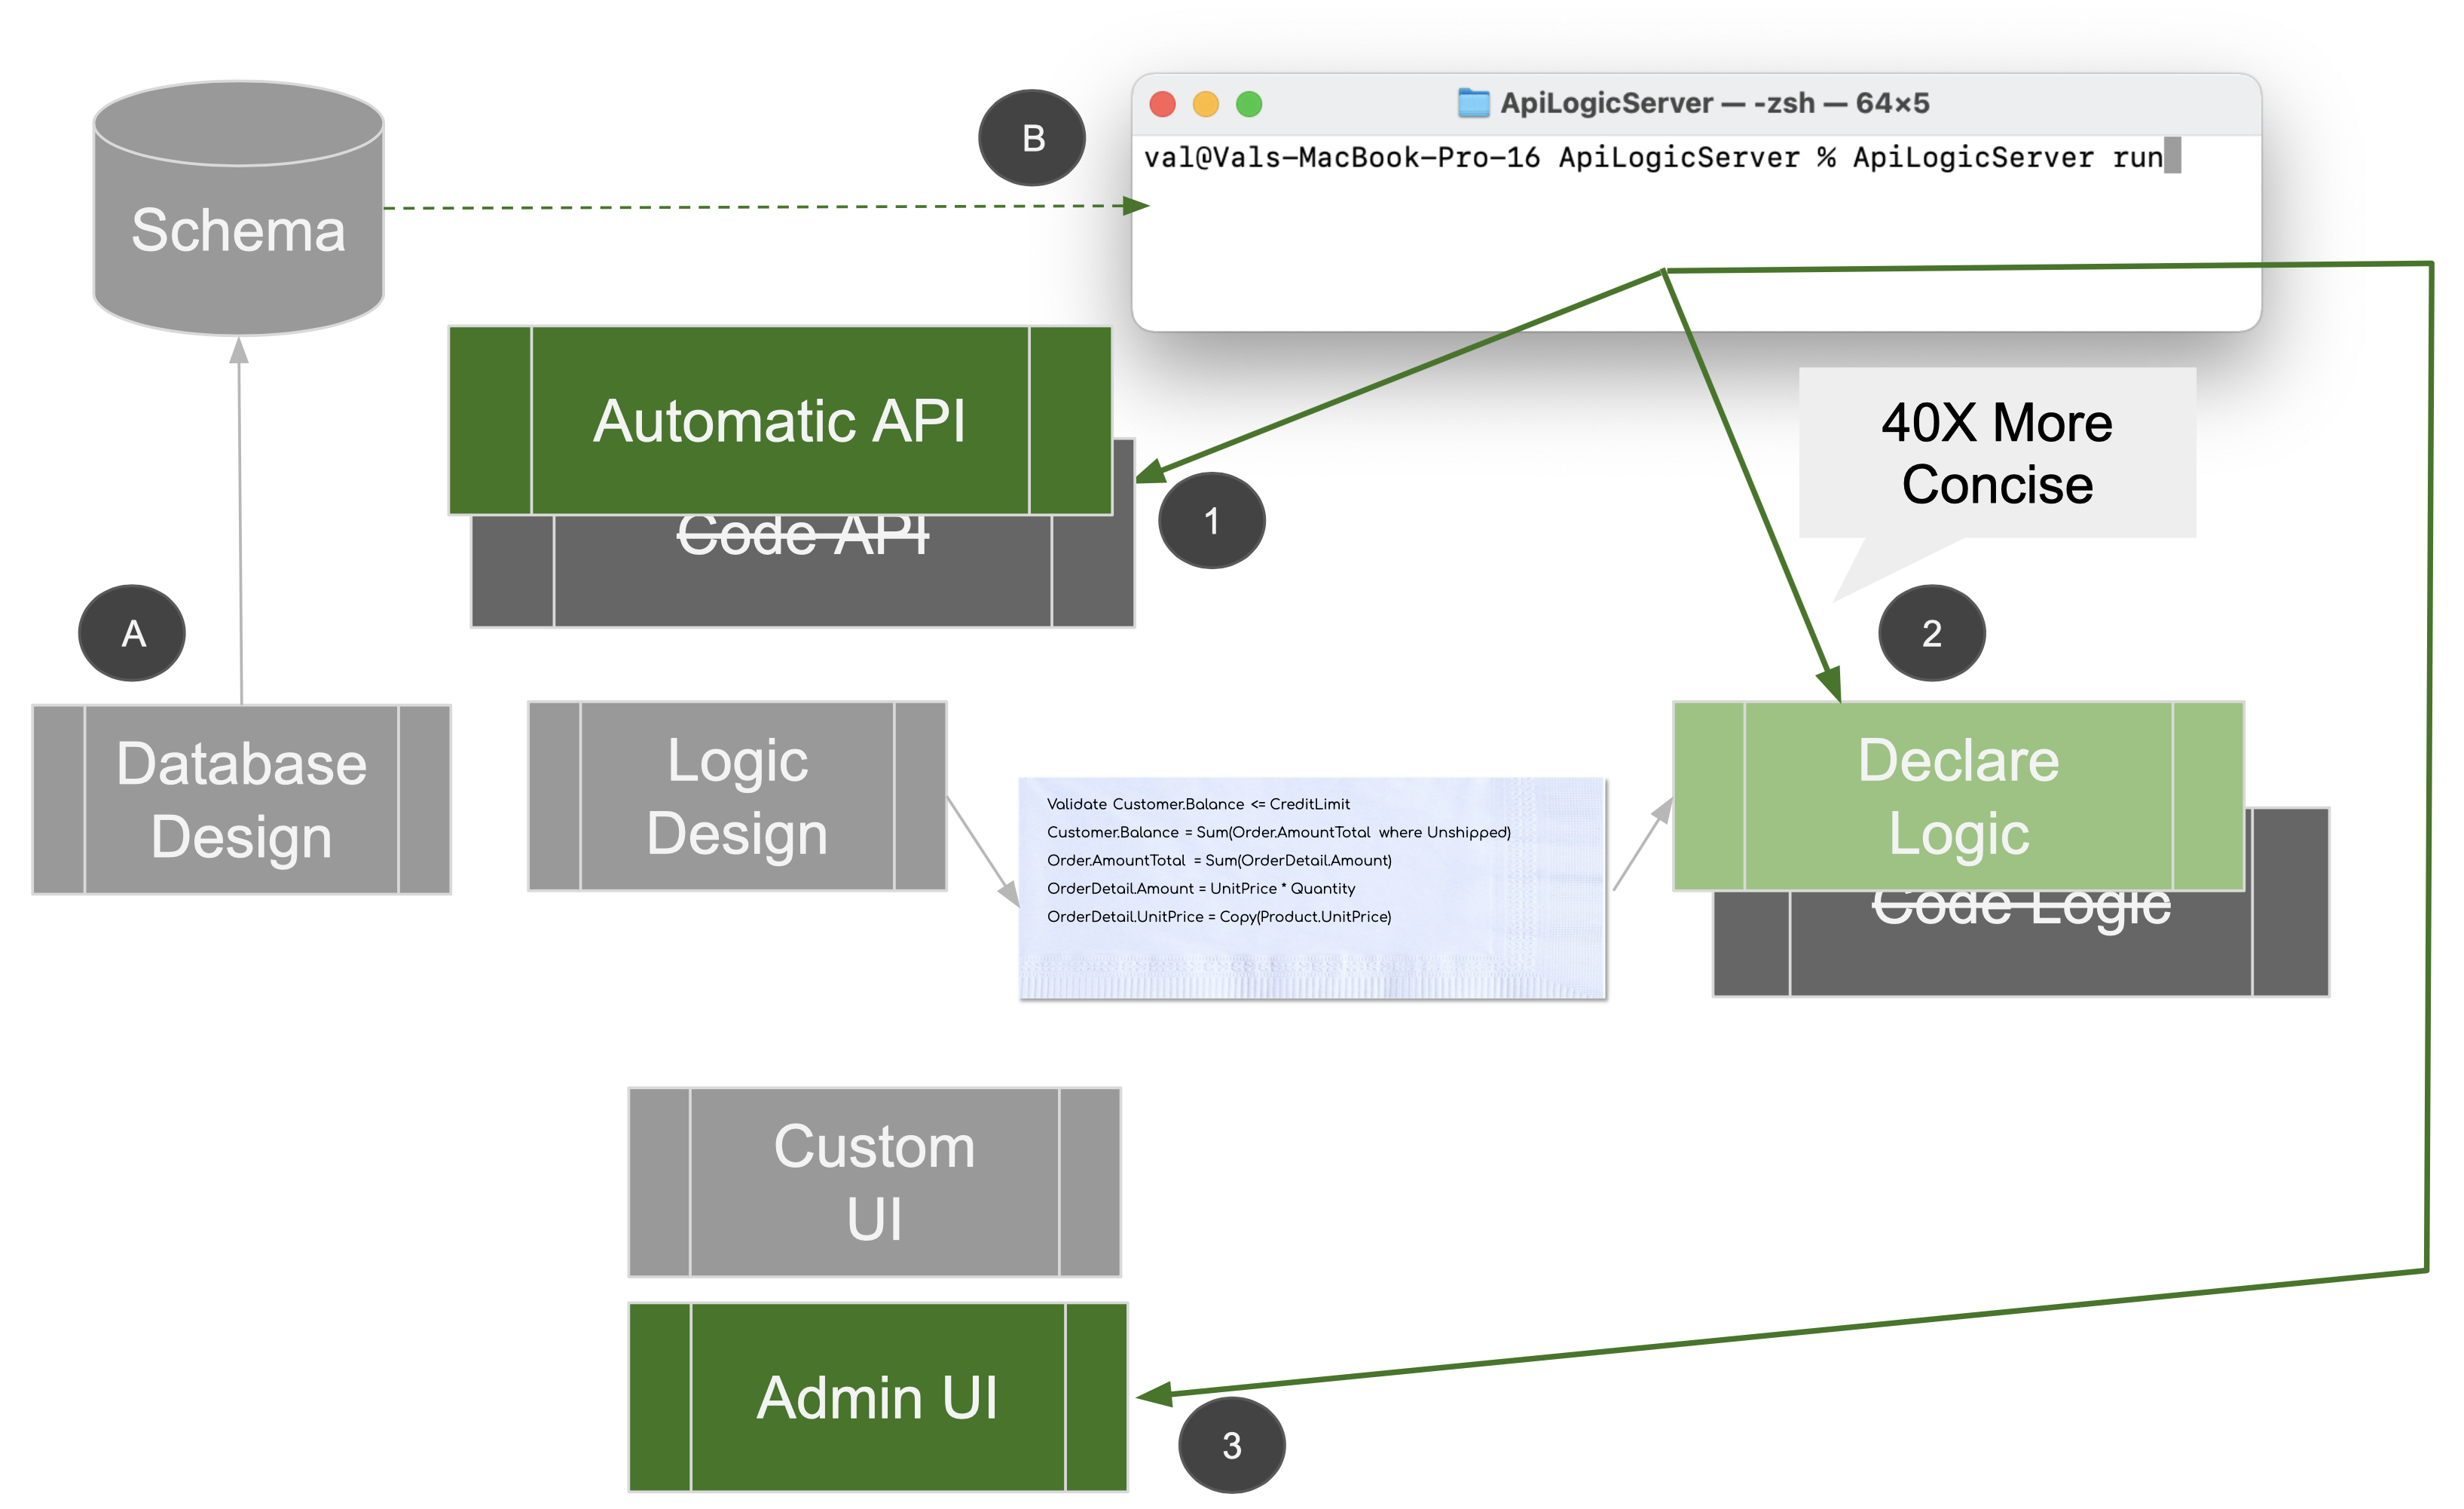 B
ApiLogicServer — -zsh — 64×5
val@Vals-MacBook-Pro-16 ApiLogicServer % ApiLogicServer run
Schema
Automatic API
Code API
1
40X More
Concise
A
2
Database
Design
Logic
Design
Validate Customer.Balance <= CreditLimit
Customer.Balance = Sum(Order.AmountTotal where Unshipped)
Order.AmountTotal = Sum(OrderDetail.Amount)
OrderDetail.Amount = UnitPrice * Quantity
OrderDetail.UnitPrice = Copy(Product.UnitPrice)
Declare
Logic
Code Logic
Custom
UI
Admin UI
3